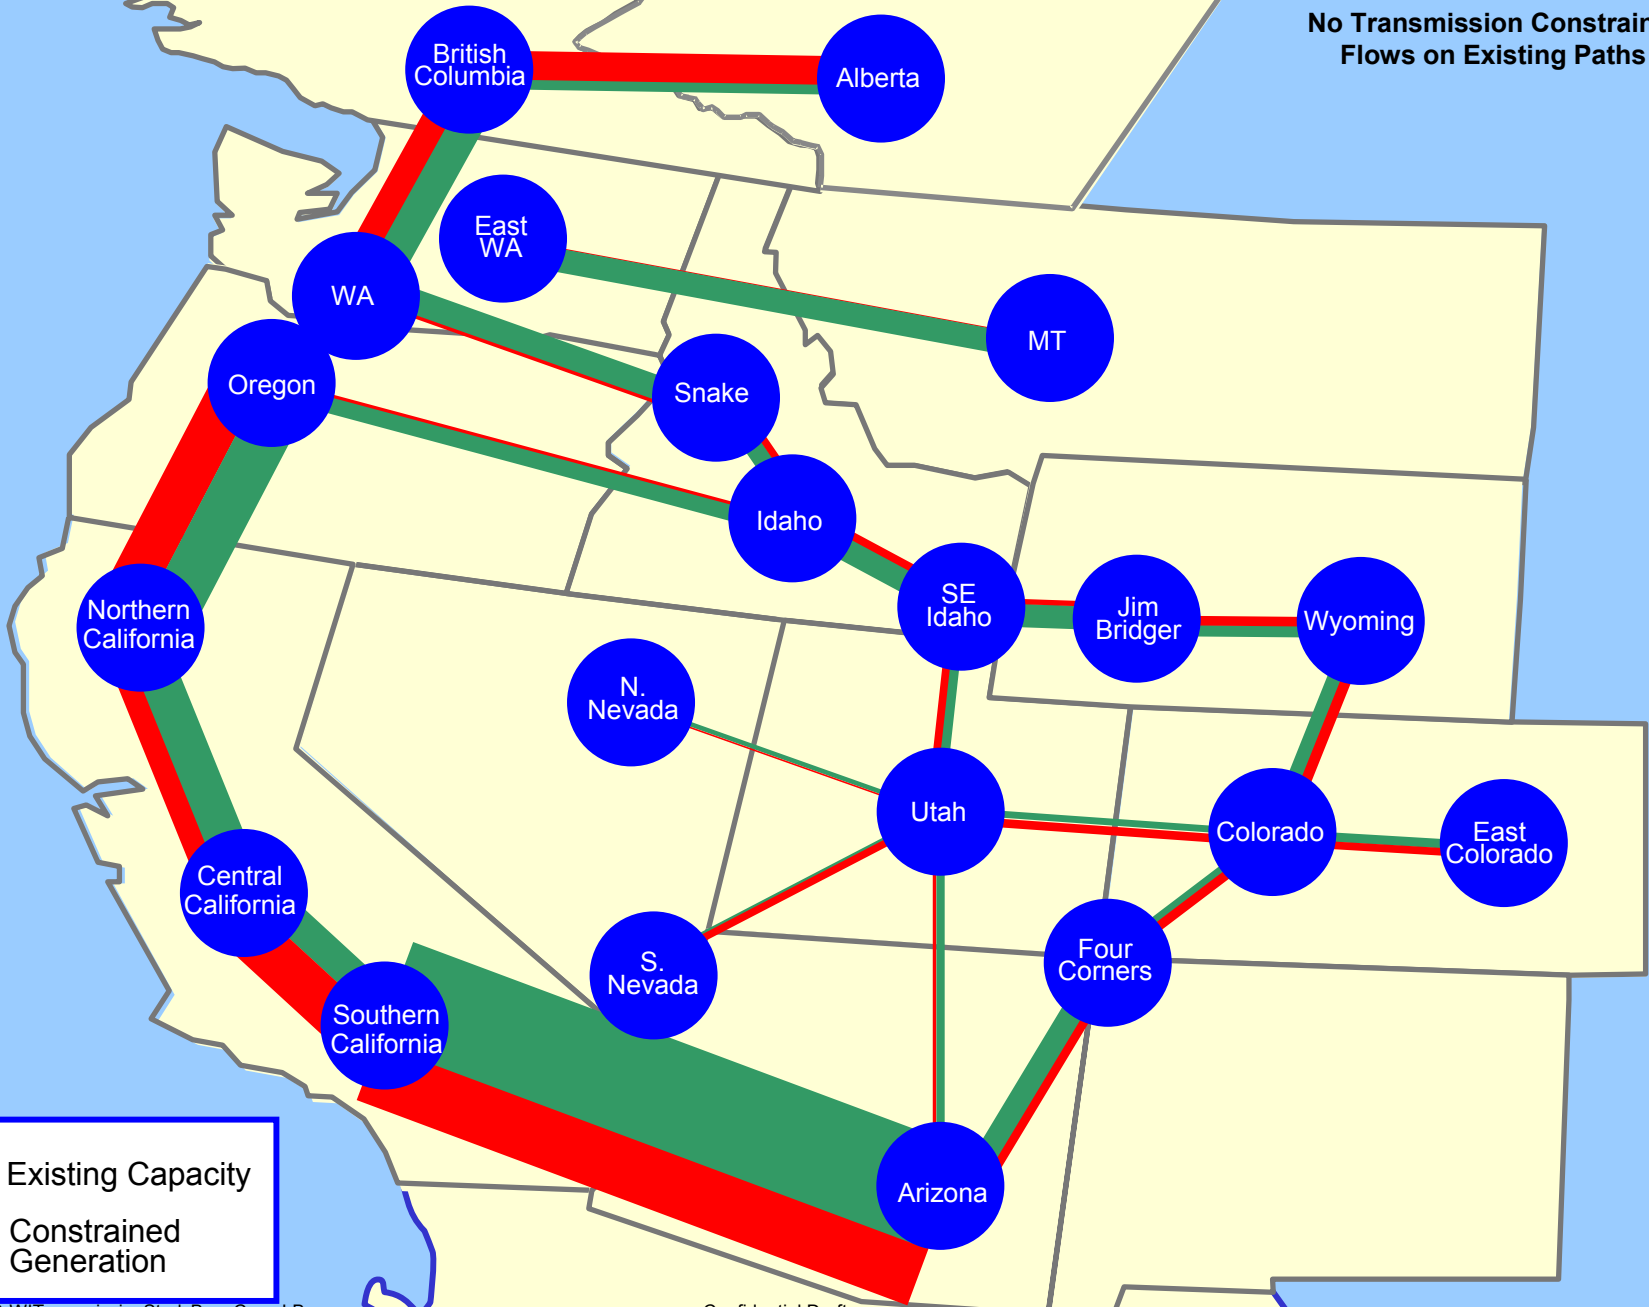 No Transmission Constrain
Flows on Existing Paths
British
Columbia
Alberta
East
WA
WA
MT
Oregon
Snake
Idaho
SE
Idaho
Jim
Bridger
Wyoming
Northern
California
N.
Nevada
Utah
Colorado
East
Colorado
Central
California
S.
Nevada
Four
Corners
Southern
California
Arizona
Existing Capacity
Constrained
Generation